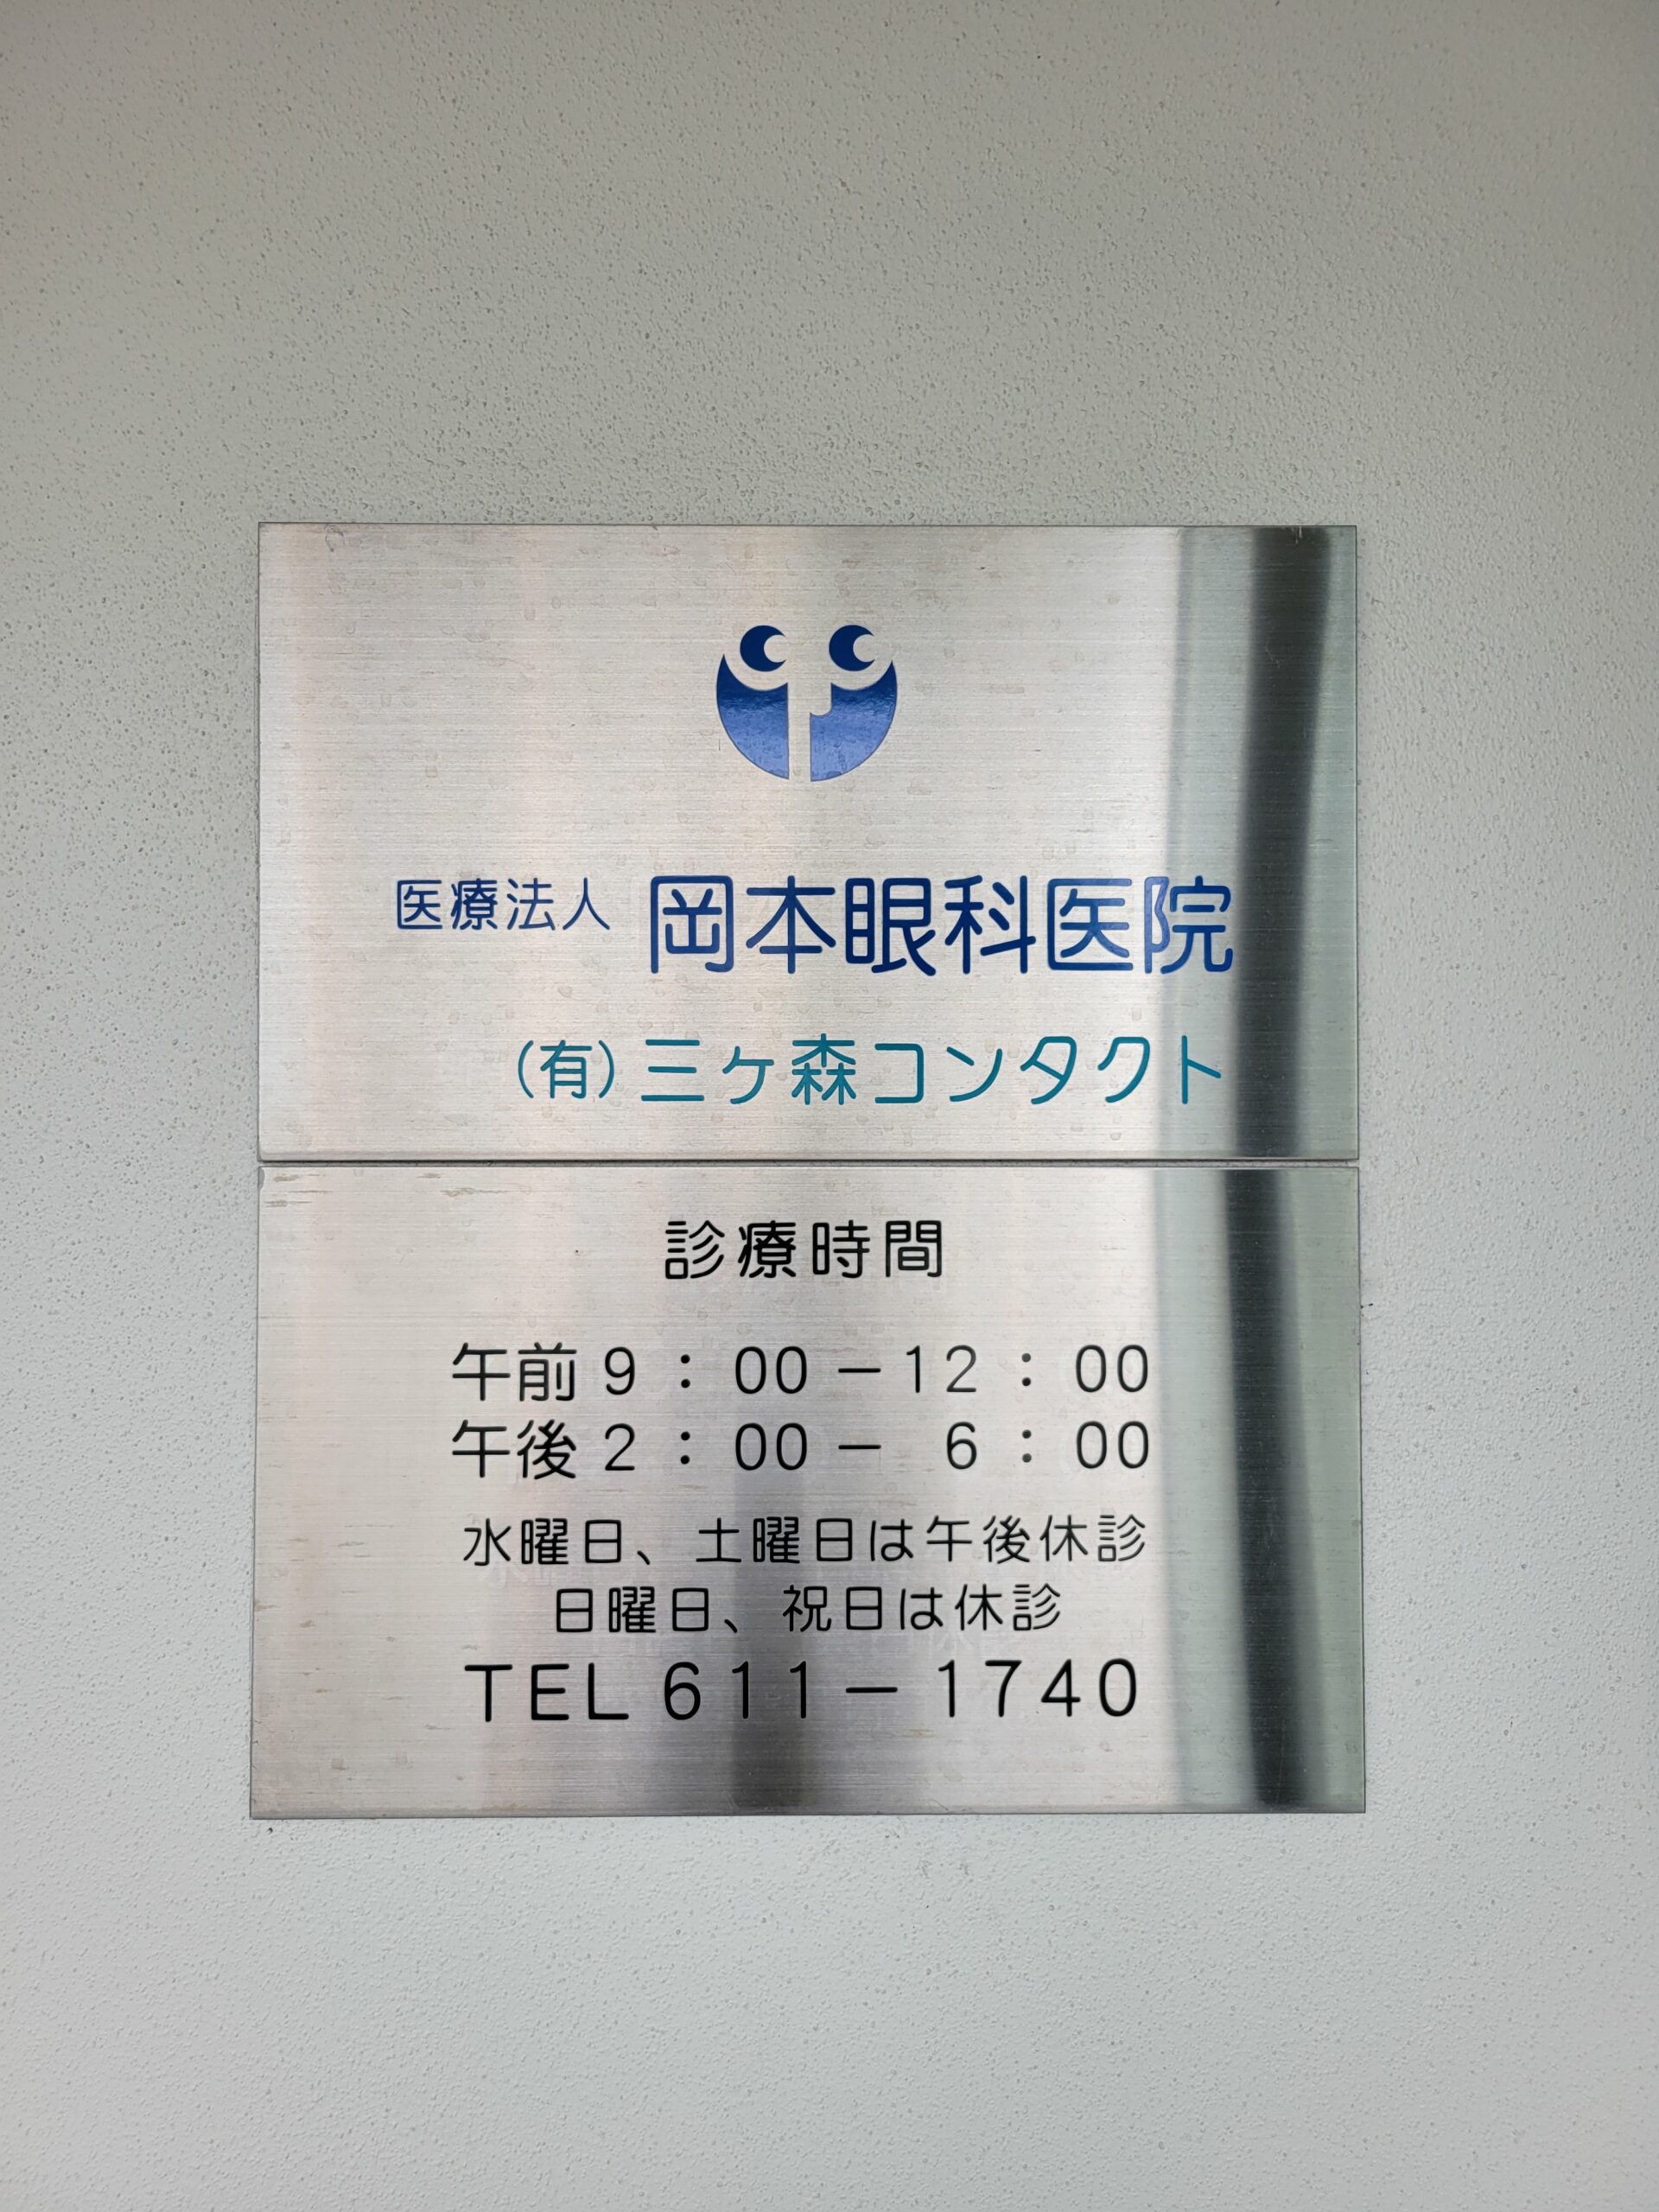 医療法人 岡本眼科医院
(有)三ヶ森コンタクト
診療時間
午前 9 : 00 － 12 : 00
午後 2 : 00 － 6 : 00
水曜日、土曜日は午後休診
日曜日、祝日は休診
TEL 611－1740